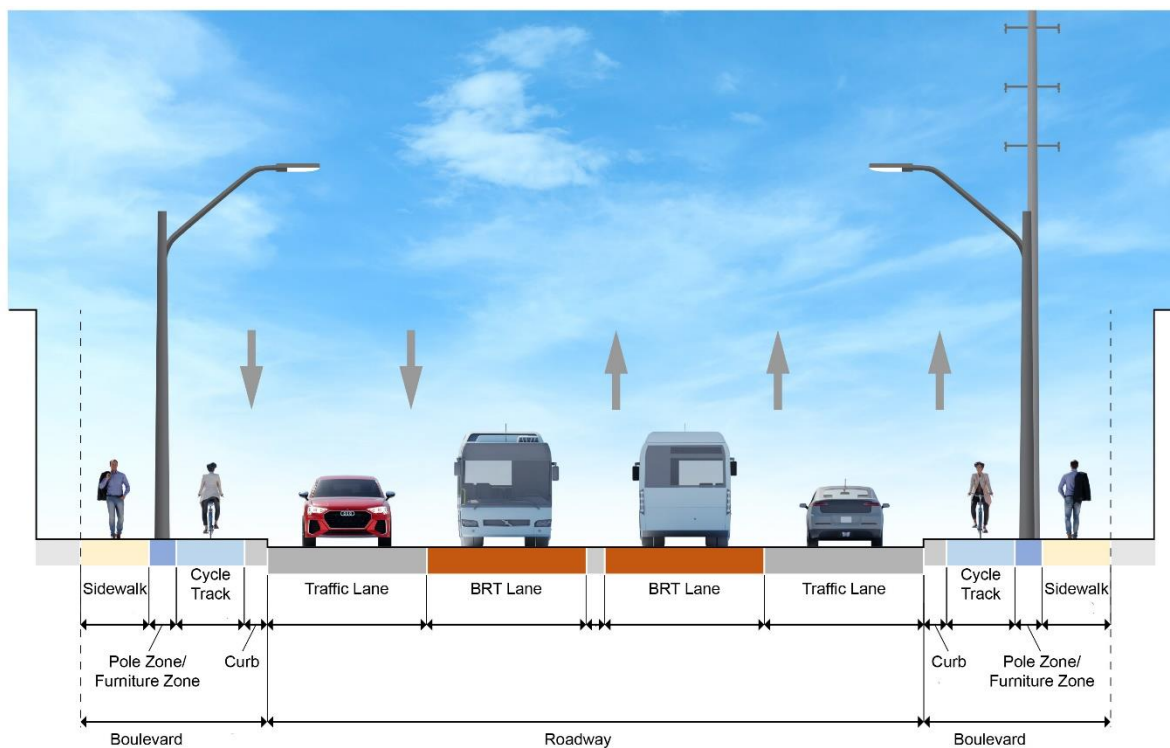 Sidewalk
Cycle
Track
Traffic Lane
BRT Lane
BRT Lane
Traffic Lane
Cycle
Track
Sidewalk
Pole Zone/
Furniture Zone
Curb
Curb
Pole Zone/
Furniture Zone
Boulevard
Roadway
Boulevard